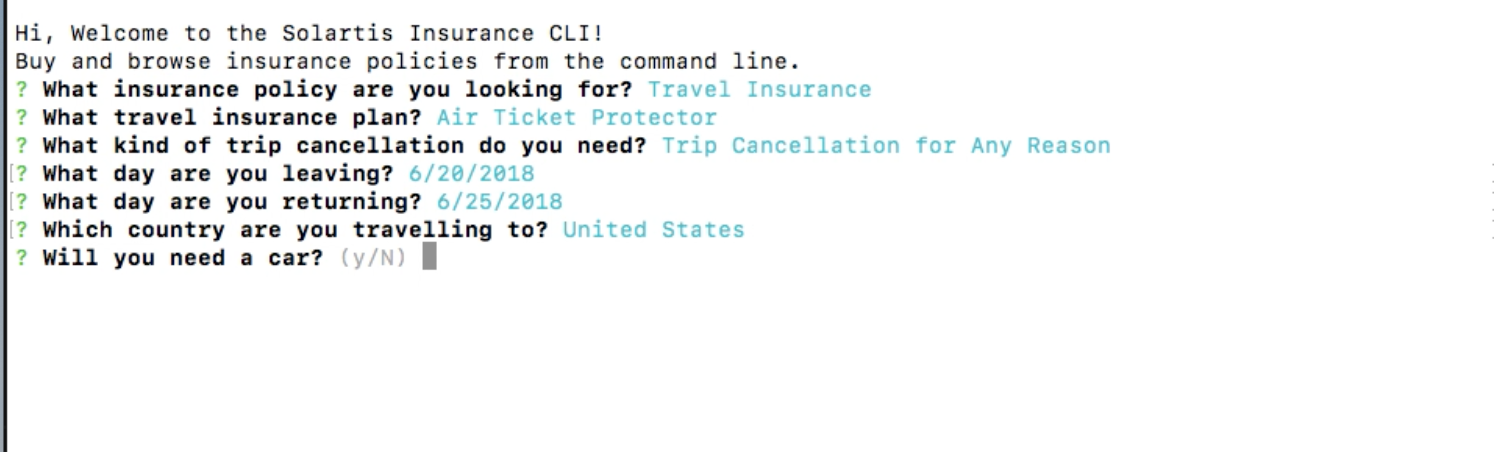 Hi, Welcome to the Solartis Insurance CLI!
Buy and browse insurance policies from the command line.
? What insurance policy are you looking for? Travel Insurance
? What travel insurance plan? Air Ticket Protector
? What kind of trip cancellation do you need? Trip Cancellation for Any Reason
[? What day are you leaving? 6/20/2018
[? What day are you returning? 6/25/2018
[? Which country are you travelling to? United States
? Will you need a car? (y/N)